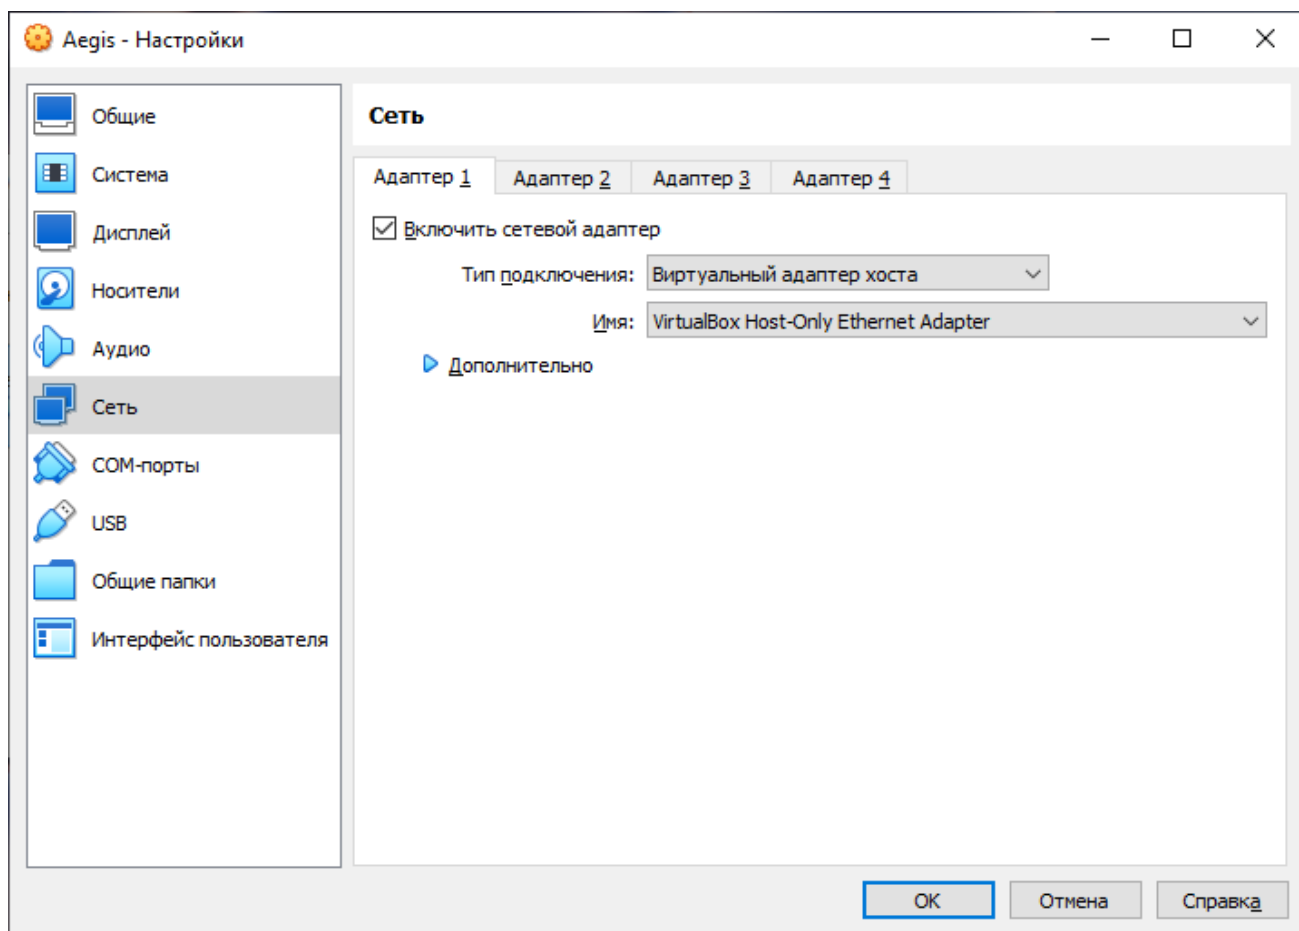 Aegis - Настройки
Общие
Система
Дисплей
Носители
Аудио
Сеть
COM-порты
USB
Общие папки
Интерфейс пользователя
Сеть
Адаптер 1 Адаптер 2 Адаптер 3 Адаптер 4
Включить сетевой адаптер
Тип подключения: Виртуальный адаптер хоста
Имя: VirtualBox Host-Only Ethernet Adapter
Дополнительно
OK Отмена Справка